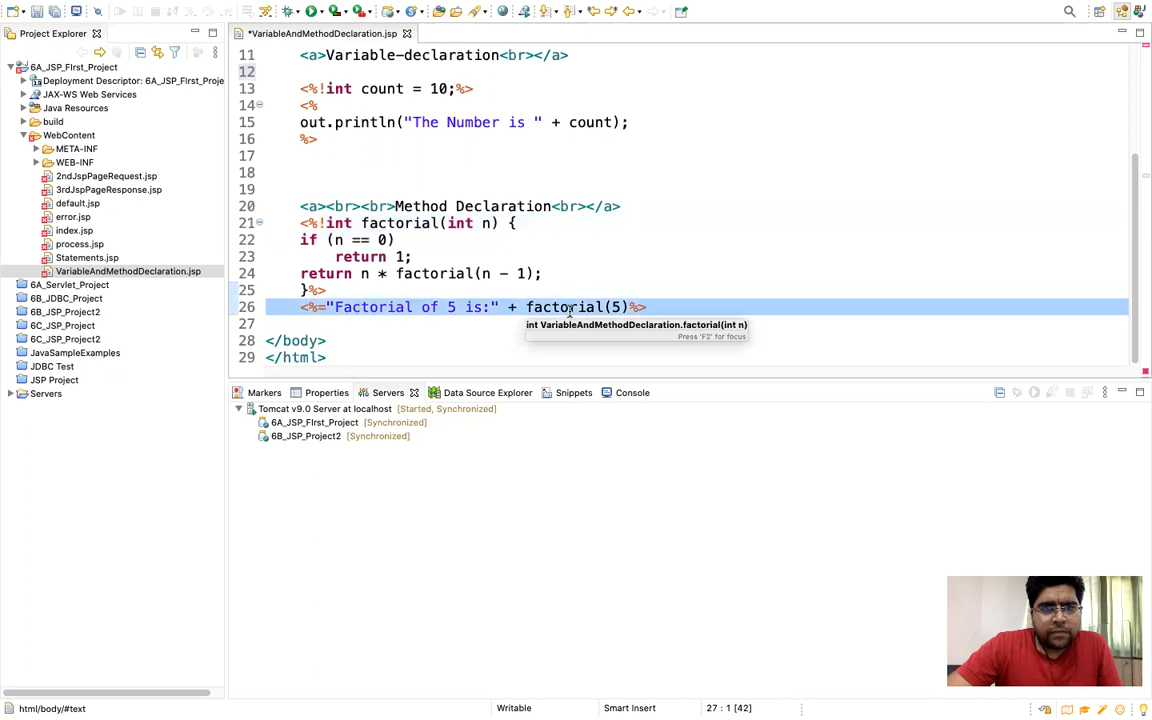 Project Explorer
*VariableAndMethodDeclaration.jsp
6A_JSP_FIrst_Project
Deployment Descriptor: 6A_JSP_FIrst_Proje
JAX-WS Web Services
Java Resources
build
WebContent
META-INF
WEB-INF
2ndJspPageRequest.jsp
3rdJspPageResponse.jsp
default.jsp
error.jsp
index.jsp
process.jsp
Statements.jsp
VariableAndMethodDeclaration.jsp
6A_Servlet_Project
6B_JDBC_Project
6B_JSP_Project2
6C_JSP_Project
6C_JSP_Project2
JavaSampleExamples
JDBC Test
JSP Project
Servers
11 <a>Variable-declaration<br></a>
12
13 <%!int count = 10;%>
14 <%
15 out.println("The Number is " + count);
16 %>
17
18
19
20 <a><br><br>Method Declaration<br></a>
21 <%!int factorial(int n) {
22 if (n == 0)
23 return 1;
24 return n * factorial(n - 1);
25 }%>
26 <%="Factorial of 5 is:" + factorial(5)%>
27
int VariableAndMethodDeclaration.factorial(int n)
Press 'F2' for focus
28 </body>
29 </html>
Markers Properties Servers Data Source Explorer Snippets Console
Tomcat v9.0 Server at localhost [Started, Synchronized]
6A_JSP_FIrst_Project [Synchronized]
6B_JSP_Project2 [Synchronized]
html/body/#text Writable Smart Insert 27 : 1 [42]